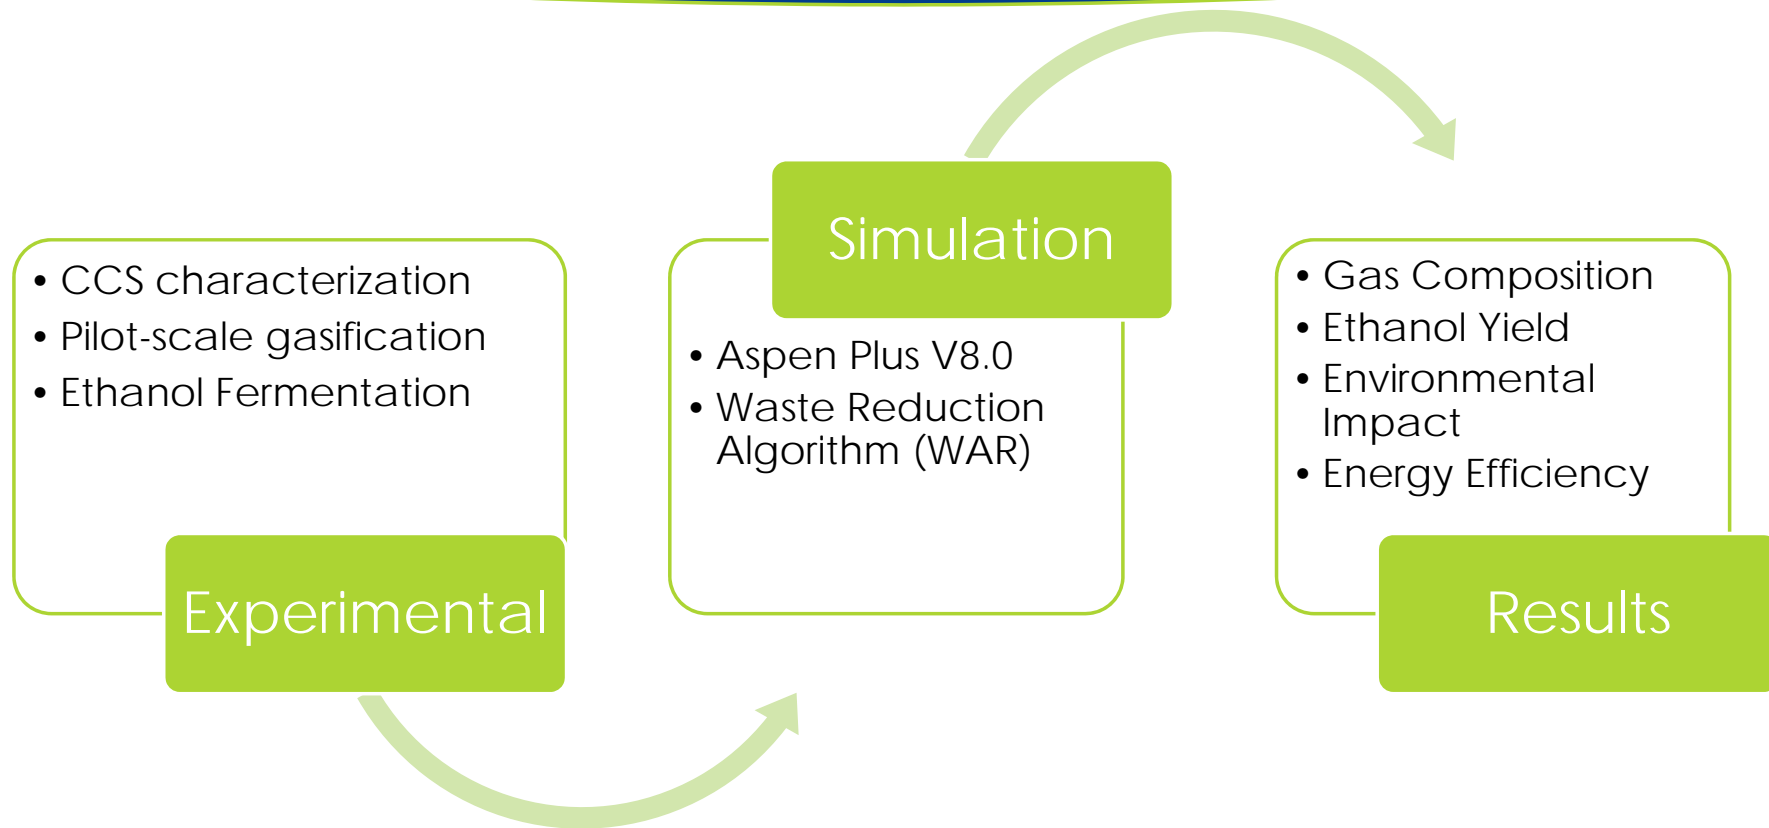 • CCS characterization
• Pilot-scale gasification
• Ethanol Fermentation
Experimental
Simulation
• Aspen Plus V8.0
• Waste Reduction
Algorithm (WAR)
• Gas Composition
• Ethanol Yield
• Environmental
Impact
• Energy Efficiency
Results